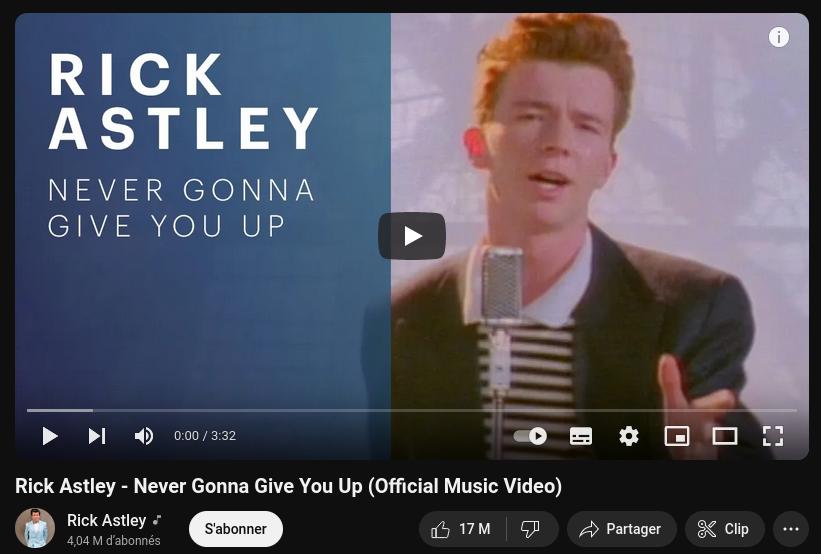 RICK
ASTLEY
NEVER GONNA
GIVE YOU UP
0:00 / 3:32
Rick Astley - Never Gonna Give You Up (Official Music Video)
Rick Astley
4,04 M d'abonnés
S'abonner
17 M
Partager
Clip